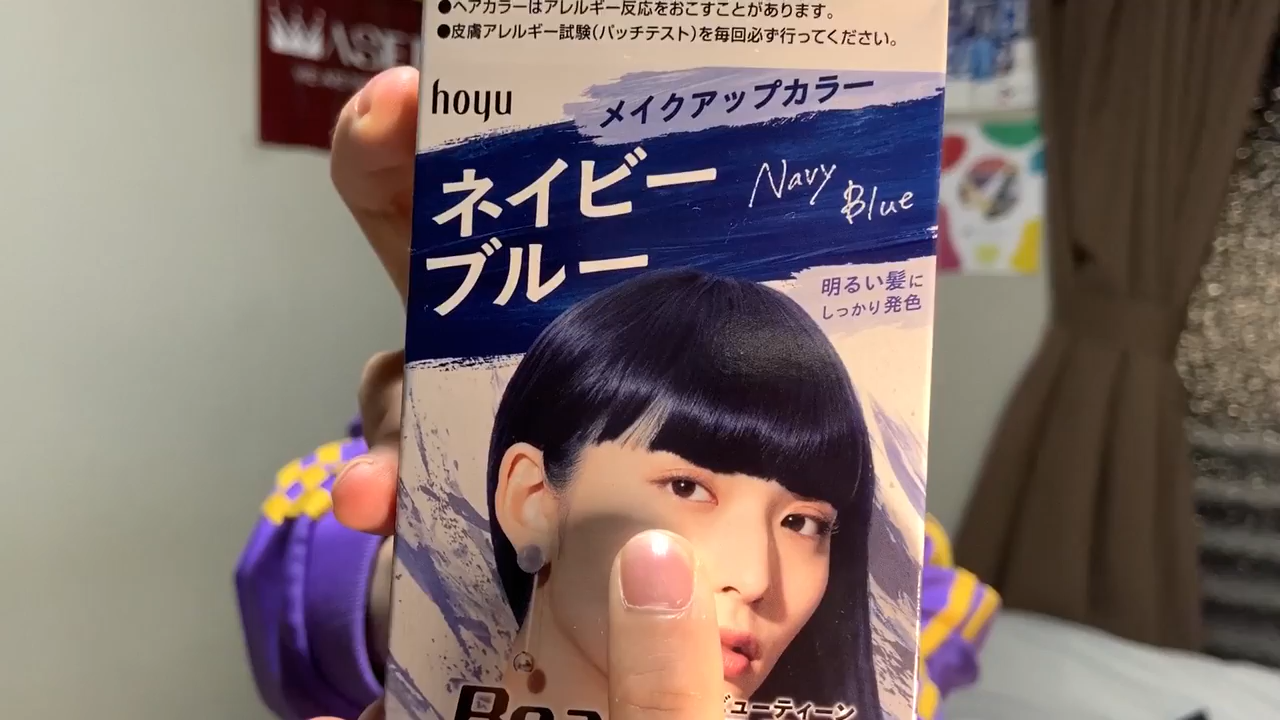 ●ヘアカラーはアレルギー反応をおこすことがあります。
●皮膚アレルギー試験(パッチテスト)を毎回必ず行ってください。
hoyu
メイクアップカラー
ネイビー
ブルー
Navy
Blue
明るい髪に
しっかり発色